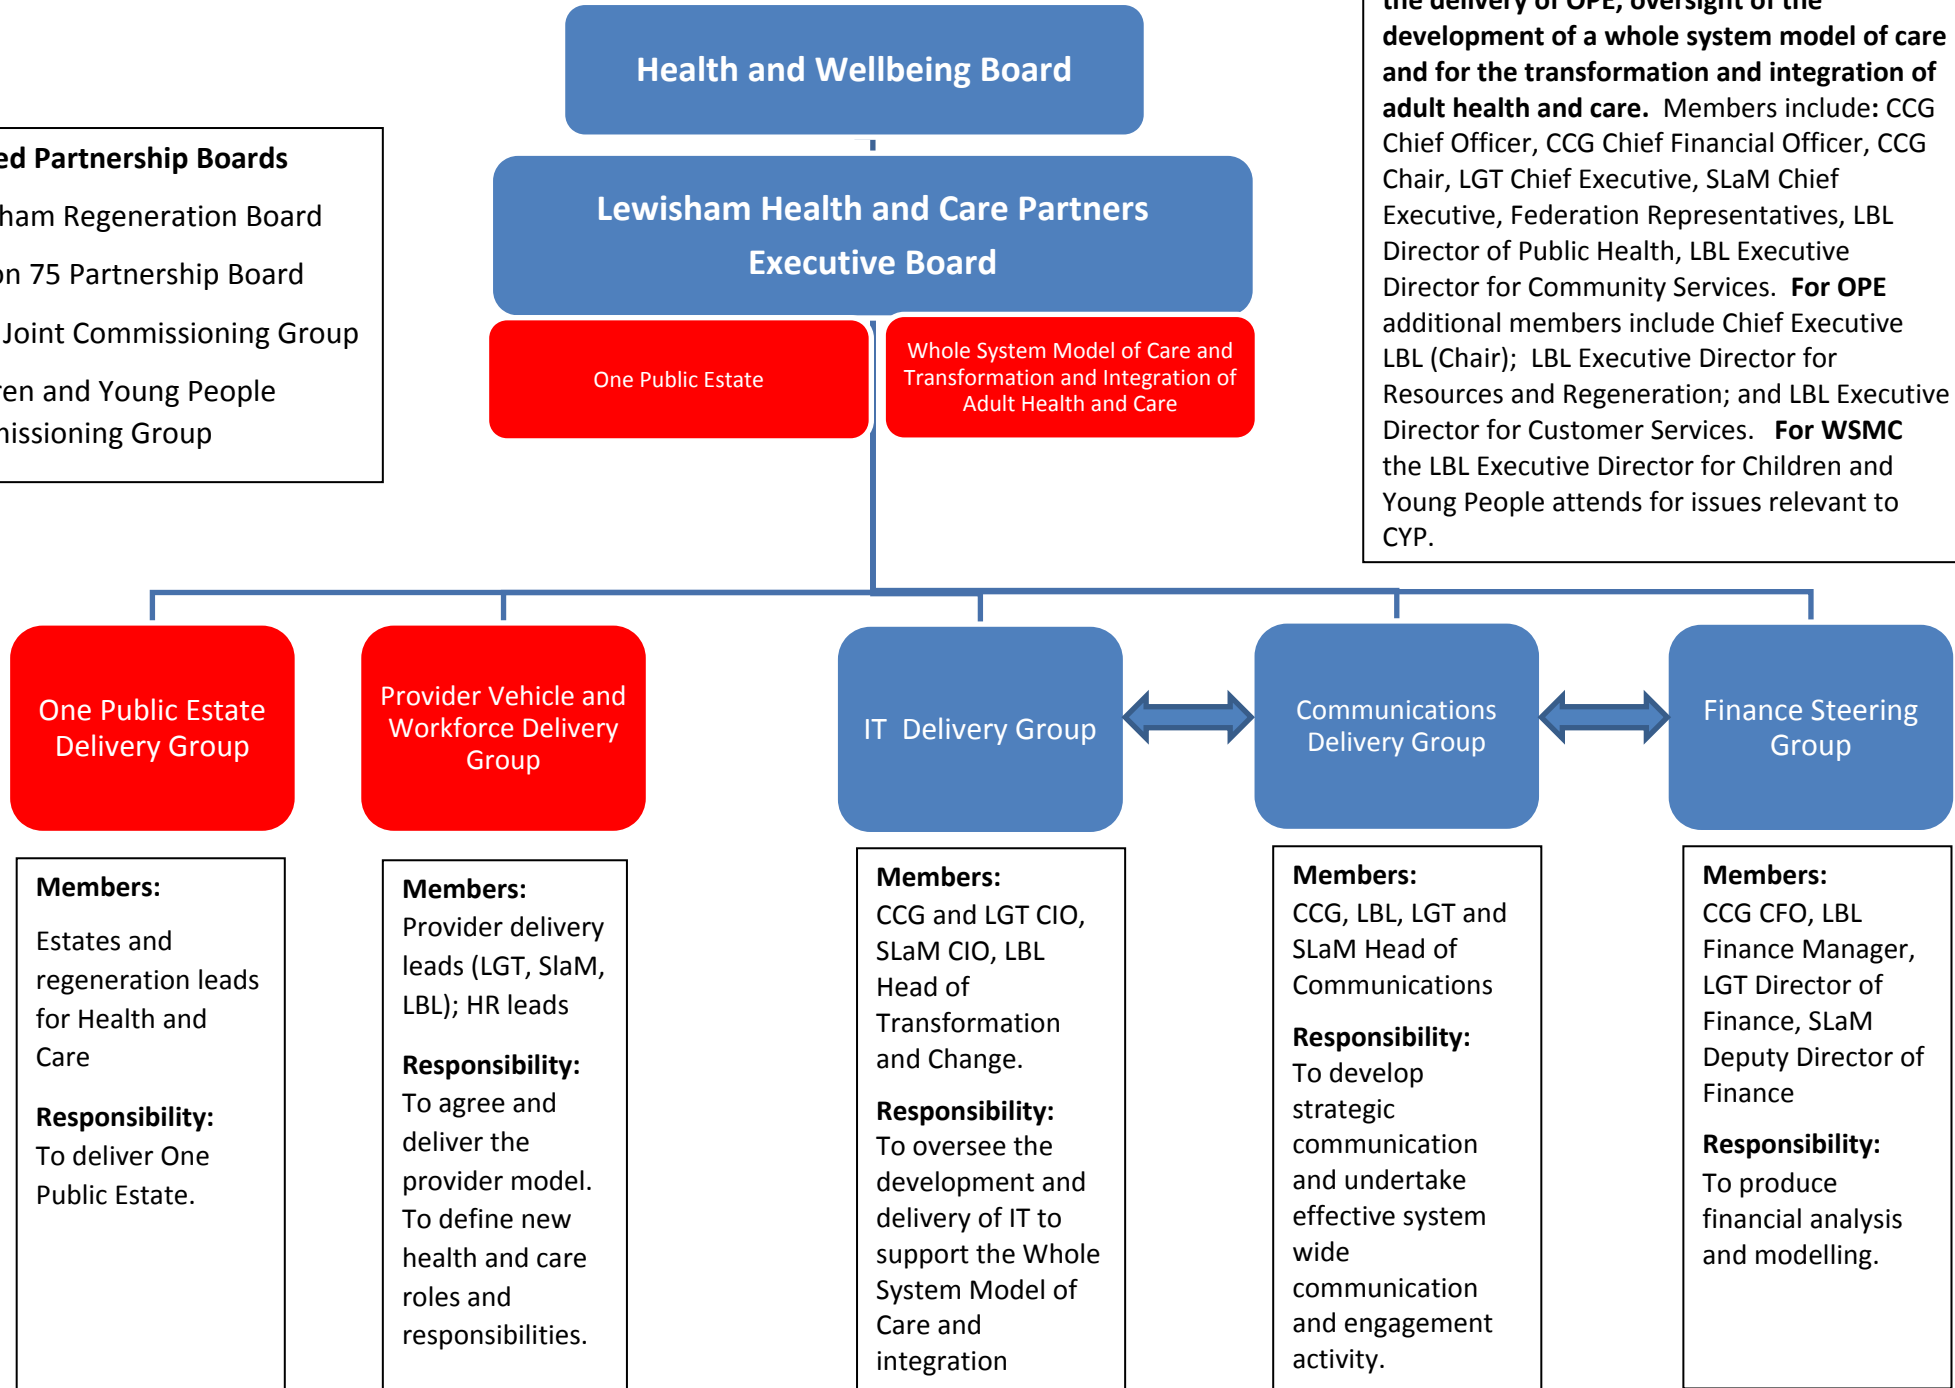 Health and Wellbeing Board
Lewisham Health and Care Partners
Executive Board
One Public Estate
Whole System Model of Care and
Transformation and Integration of
Adult Health and Care
ed Partnership Boards
ham Regeneration Board
on 75 Partnership Board
Joint Commissioning Group
ren and Young People
missioning Group
the delivery of OPE, oversight of the
development of a whole system model of care
and for the transformation and integration of
adult health and care. Members include: CCG
Chief Officer, CCG Chief Financial Officer, CCG
Chair, LGT Chief Executive, SLaM Chief
Executive, Federation Representatives, LBL
Director of Public Health, LBL Executive
Director for Community Services. For OPE
additional members include Chief Executive
LBL (Chair); LBL Executive Director for
Resources and Regeneration; and LBL Executive
Director for Customer Services. For WSMC
the LBL Executive Director for Children and
Young People attends for issues relevant to
CYP.
One Public Estate
Delivery Group
Provider Vehicle and
Workforce Delivery
Group
IT Delivery Group
Communications
Delivery Group
Finance Steering
Group
Members:
Estates and
regeneration leads
for Health and
Care
Responsibility:
To deliver One
Public Estate.
Members:
Provider delivery
leads (LGT, SlaM,
LBL); HR leads
Responsibility:
To agree and
deliver the
provider model.
To define new
health and care
roles and
responsibilities.
Members:
CCG and LGT CIO,
SLaM CIO, LBL
Head of
Transformation
and Change.
Responsibility:
To oversee the
development and
delivery of IT to
support the Whole
System Model of
Care and
integration
Members:
CCG, LBL, LGT and
SLaM Head of
Communications
Responsibility:
To develop
strategic
communication
and undertake
effective system
wide
communication
and engagement
activity.
Members:
CCG CFO, LBL
Finance Manager,
LGT Director of
Finance, SLaM
Deputy Director of
Finance
Responsibility:
To produce
financial analysis
and modelling.